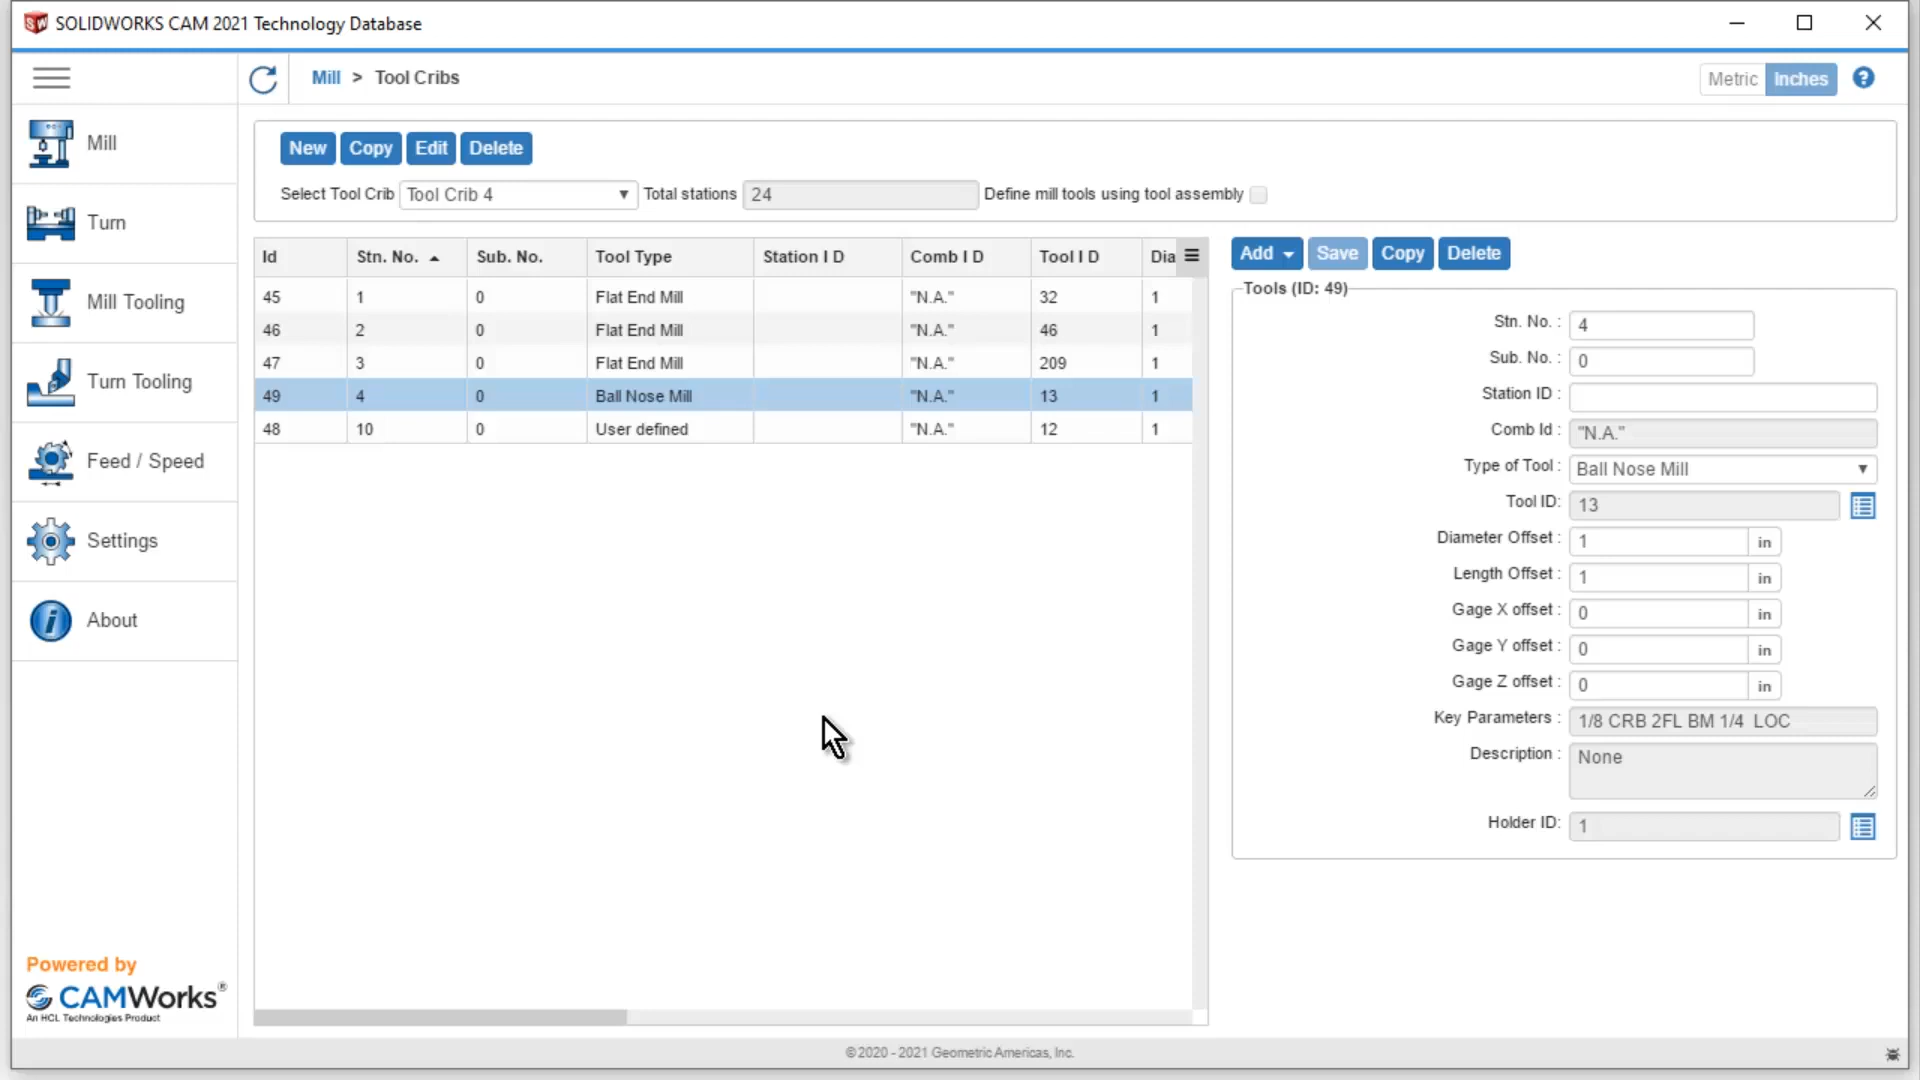 SW SOLIDWORKS CAM 2021 Technology Database
Mill > Tool Cribs
Metric Inches ?
Mill
Turn
Mill Tooling
Turn Tooling
Feed / Speed
Settings
About
Powered by
CAMWorks®
An HCL Technologies Product
New Copy Edit Delete
Select Tool Crib Tool Crib 4 Total stations 24 Define mill tools using tool assembly
Id Stn. No. Sub. No. Tool Type Station I D Comb I D Tool I D Dia
45 1 0 Flat End Mill "N.A." 32 1
46 2 0 Flat End Mill "N.A." 46 1
47 3 0 Flat End Mill "N.A." 209 1
49 4 0 Ball Nose Mill "N.A." 13 1
48 10 0 User defined "N.A." 12 1
Add Save Copy Delete
Tools (ID: 49)
Stn. No. : 4
Sub. No. : 0
Station ID :
Comb Id : "N.A."
Type of Tool : Ball Nose Mill
Tool ID: 13
Diameter Offset : 1 in
Length Offset : 1 in
Gage X offset : 0 in
Gage Y offset : 0 in
Gage Z offset : 0 in
Key Parameters : 1/8 CRB 2FL BM 1/4 LOC
Description : None
Holder ID: 1
© 2020 - 2021 Geometric Americas, Inc.